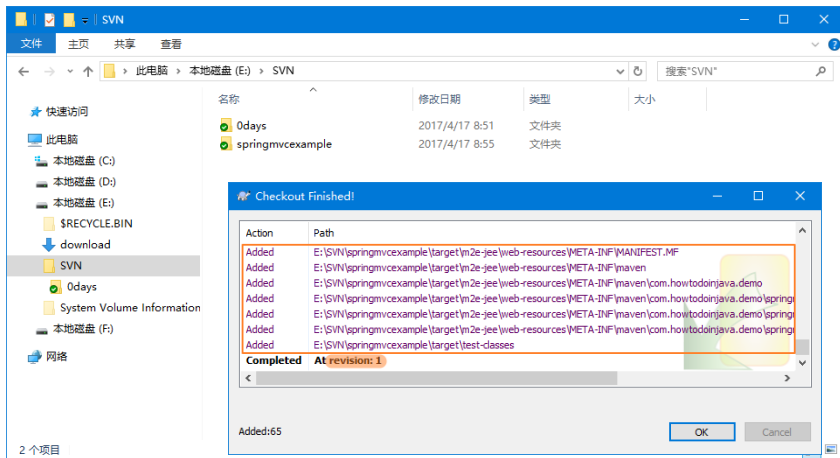 SVN
文件 主页 共享 查看
此电脑 › 本地磁盘 (E:) › SVN 搜索"SVN"
名称 修改日期 类型 大小
快速访问
此电脑
本地磁盘 (C:)
本地磁盘 (D:)
本地磁盘 (E:)
$RECYCLE.BIN
download
SVN
0days
System Volume Information
本地磁盘 (F:)
网络
0days 2017/4/17 8:51 文件夹
springmvcexample 2017/4/17 8:55 文件夹
Checkout Finished!
Action Path
Added E:\SVN\springmvcexample\target\m2e-jee\web-resources\META-INF\MANIFEST.MF
Added E:\SVN\springmvcexample\target\m2e-jee\web-resources\META-INF\maven
Added E:\SVN\springmvcexample\target\m2e-jee\web-resources\META-INF\maven\com.howtodoinjava.demo
Added E:\SVN\springmvcexample\target\m2e-jee\web-resources\META-INF\maven\com.howtodoinjava.demo\spring
Added E:\SVN\springmvcexample\target\m2e-jee\web-resources\META-INF\maven\com.howtodoinjava.demo\spring
Added E:\SVN\springmvcexample\target\m2e-jee\web-resources\META-INF\maven\com.howtodoinjava.demo\spring
Added E:\SVN\springmvcexample\target\test-classes
Completed At revision: 1
Added:65
OK Cancel
2 个项目